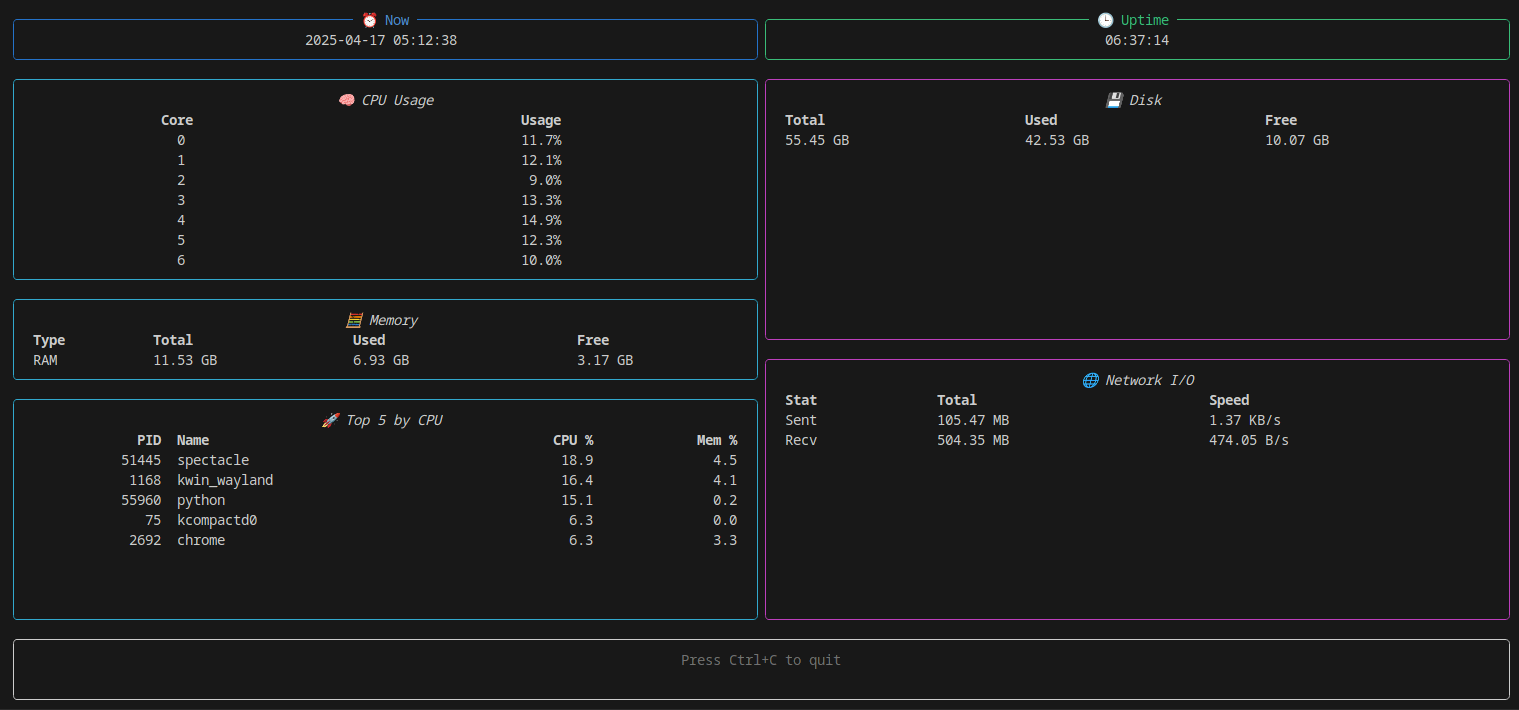 ⏰ Now
2025-04-17 05:12:38
🕒 Uptime
06:37:14
🧠 CPU Usage
Core Usage
0 11.7%
1 12.1%
2 9.0%
3 13.3%
4 14.9%
5 12.3%
6 10.0%
🧮 Memory
Type Total Used Free
RAM 11.53 GB 6.93 GB 3.17 GB
🚀 Top 5 by CPU
PID Name CPU % Mem %
51445 spectacle 18.9 4.5
1168 kwin_wayland 16.4 4.1
55960 python 15.1 0.2
75 kcompactd0 6.3 0.0
2692 chrome 6.3 3.3
💾 Disk
Total Used Free
55.45 GB 42.53 GB 10.07 GB
🌐 Network I/O
Stat Total Speed
Sent 105.47 MB 1.37 KB/s
Recv 504.35 MB 474.05 B/s
Press Ctrl+C to quit